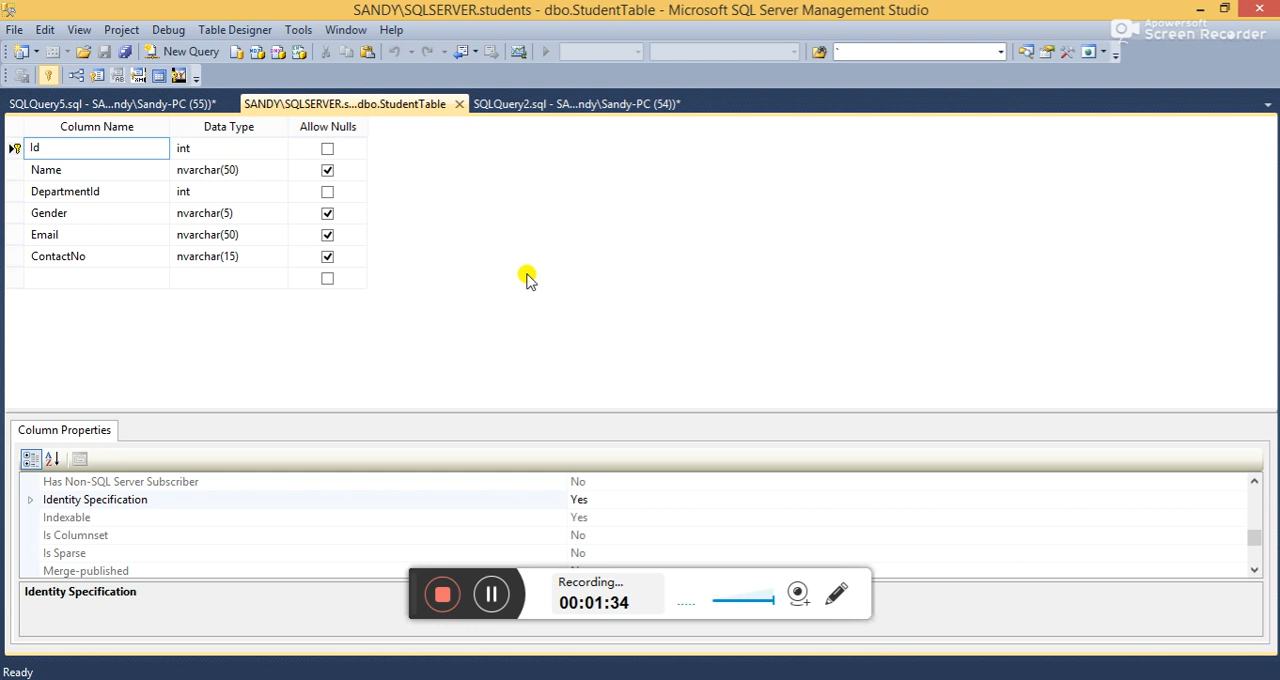 SANDY\SQLSERVER.students - dbo.StudentTable - Microsoft SQL Server Management Studio
File Edit View Project Debug Table Designer Tools Window Help
Apowersoft
Screen Recorder
New Query
SQLQuery5.sql - SA...ndy\Sandy-PC (55))* SANDY\SQLSERVER.s...dbo.StudentTable SQLQuery2.sql - SA...ndy\Sandy-PC (54))*
Column Name Data Type Allow Nulls
Id int
Name nvarchar(50)
DepartmentId int
Gender nvarchar(5)
Email nvarchar(50)
ContactNo nvarchar(15)
Column Properties
Has Non-SQL Server Subscriber No
Identity Specification Yes
Indexable Yes
Is Columnset No
Is Sparse No
Merge-published
Identity Specification
Recording...
00:01:34
Ready